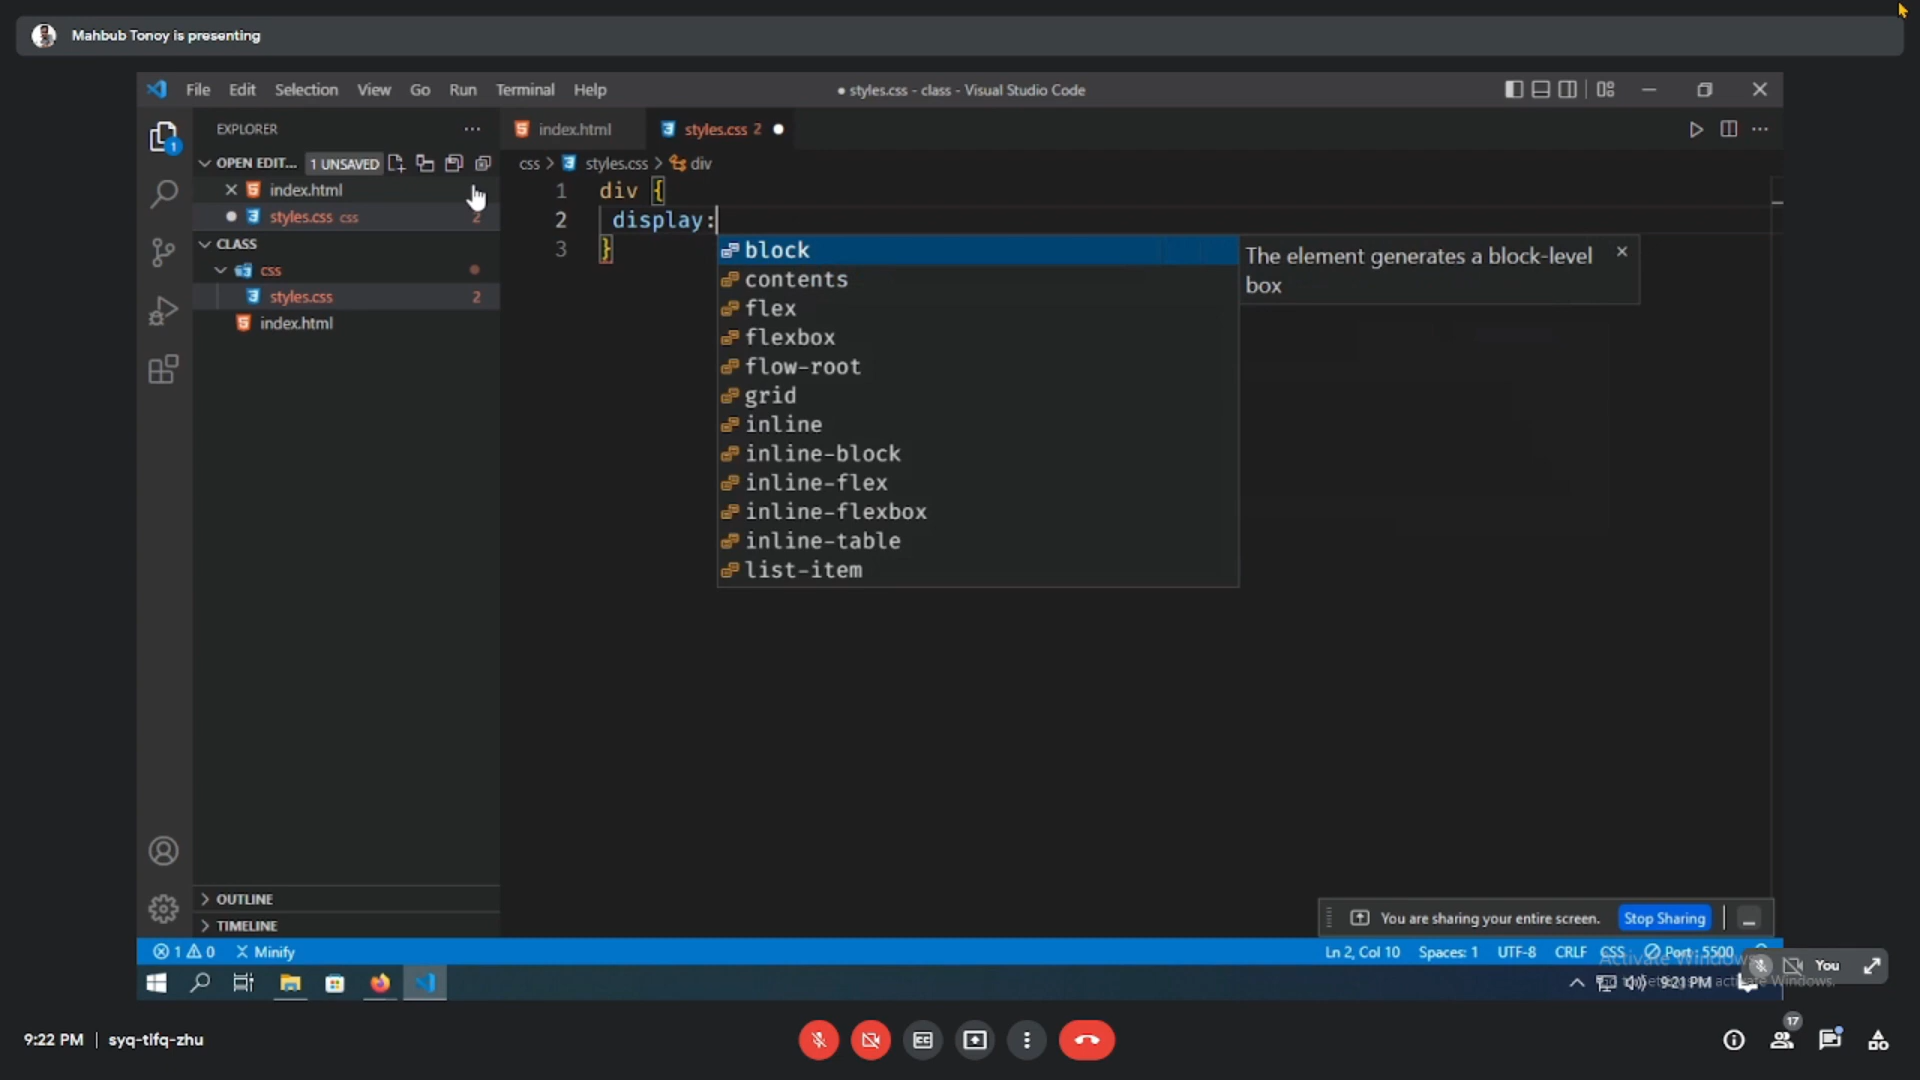 Mahbub Tonoy is presenting
File Edit Selection View Go Run Terminal Help
● styles.css - class - Visual Studio Code
EXPLORER
index.html
styles.css 2
OPEN EDIT... 1 UNSAVED
css > styles.css > div
index.html
styles.css css 2
CLASS
css
styles.css 2
index.html
1 div {
2 display:
3 }
block
contents
flex
flexbox
flow-root
grid
inline
inline-block
inline-flex
inline-flexbox
inline-table
list-item
The element generates a block-level
box
1
OUTLINE
TIMELINE
You are sharing your entire screen. Stop Sharing
1 0 Minify
Ln 2, Col 10 Spaces: 1 UTF-8 CRLF CSS Port : 5500
Activate Windows
9:21 PM
You
9:22 PM | syq-tifq-zhu
17